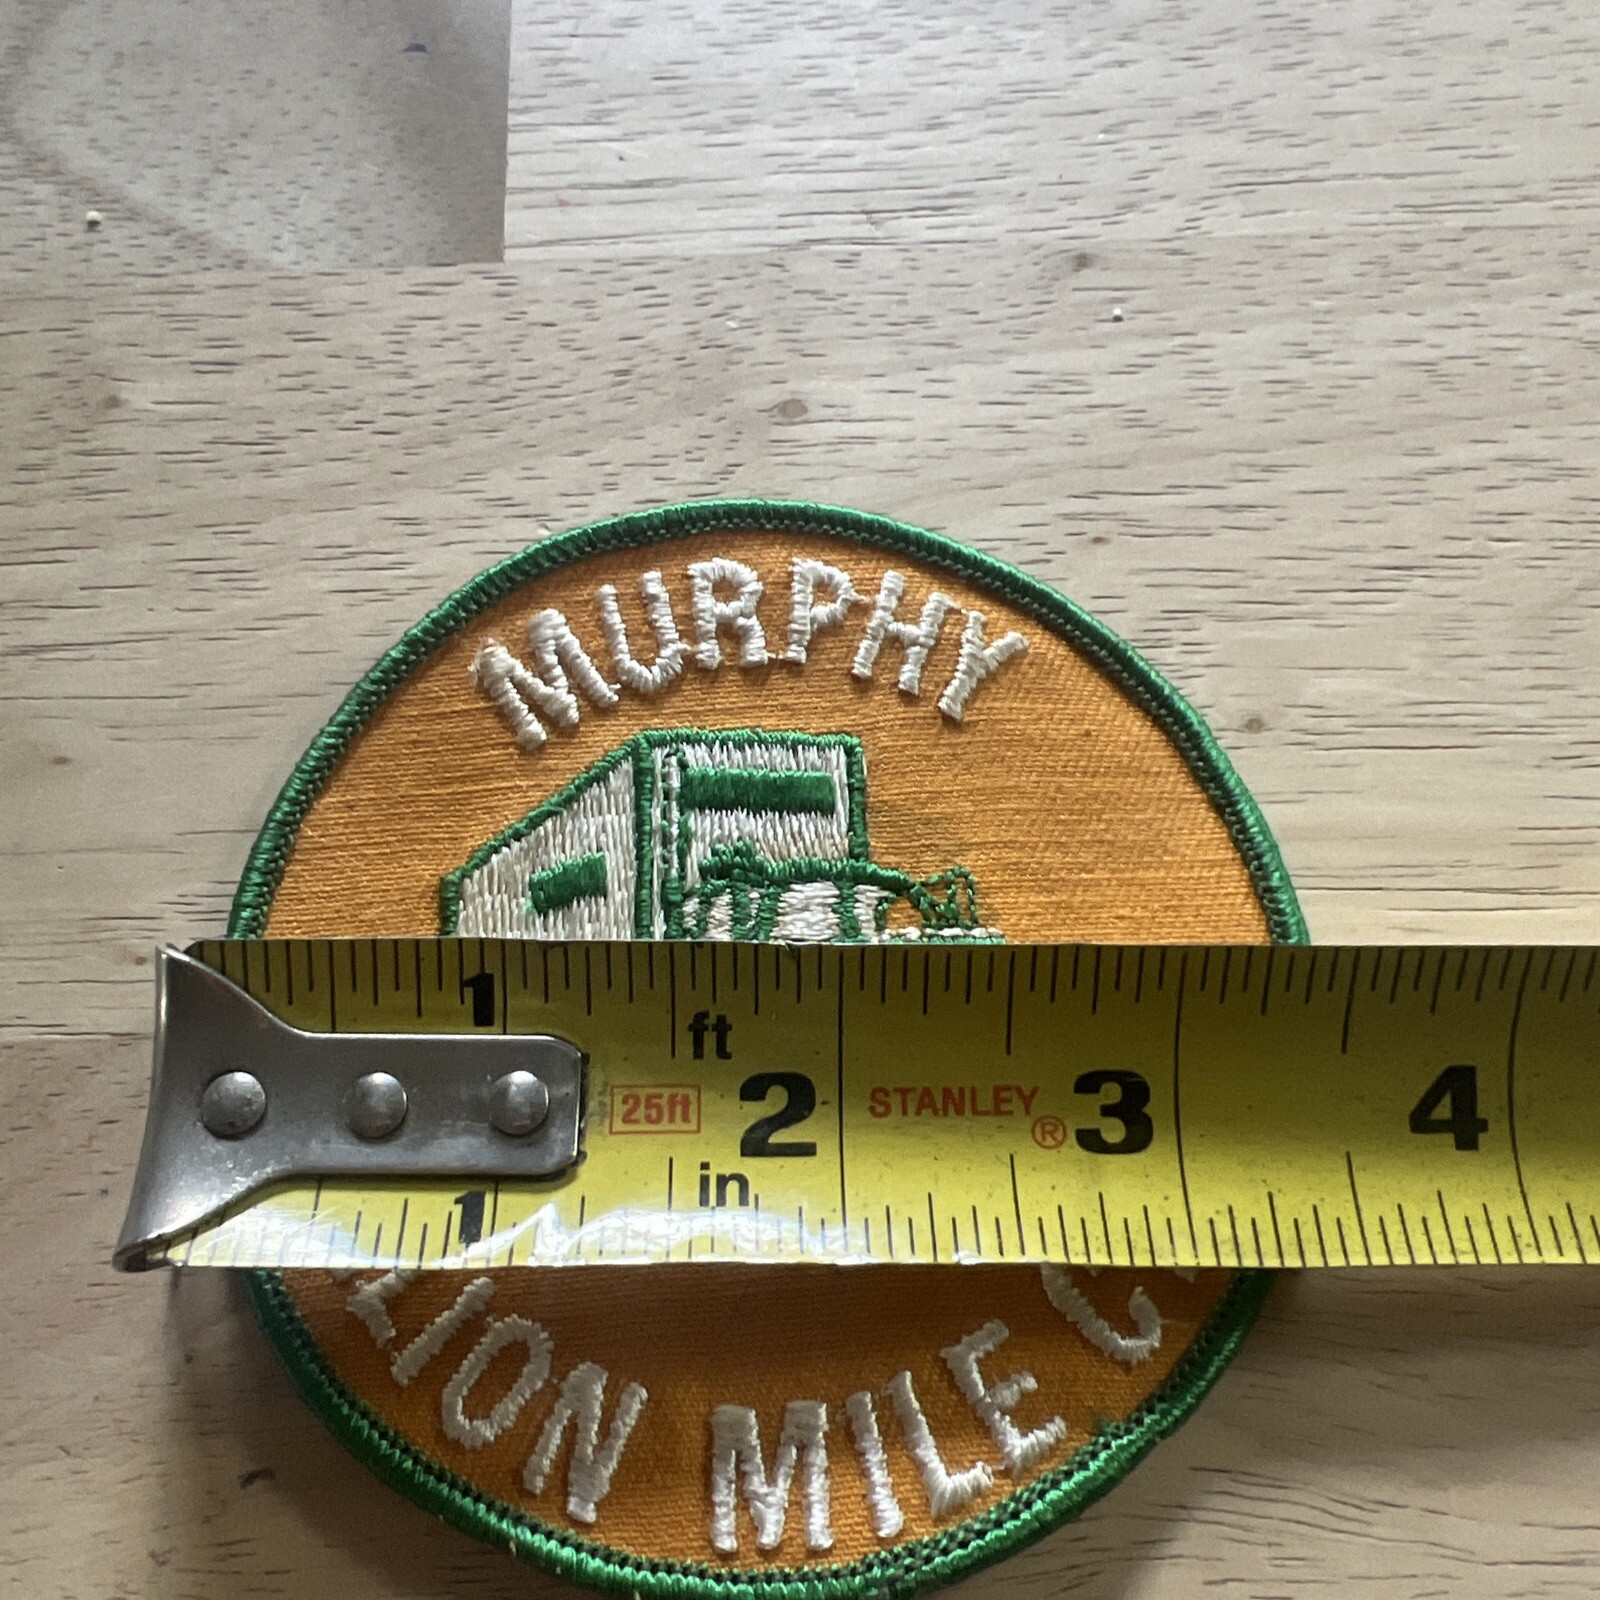 MURPHY
1 ft
25ft 2 STANLEY® 3 4
in
1
LION MILE C